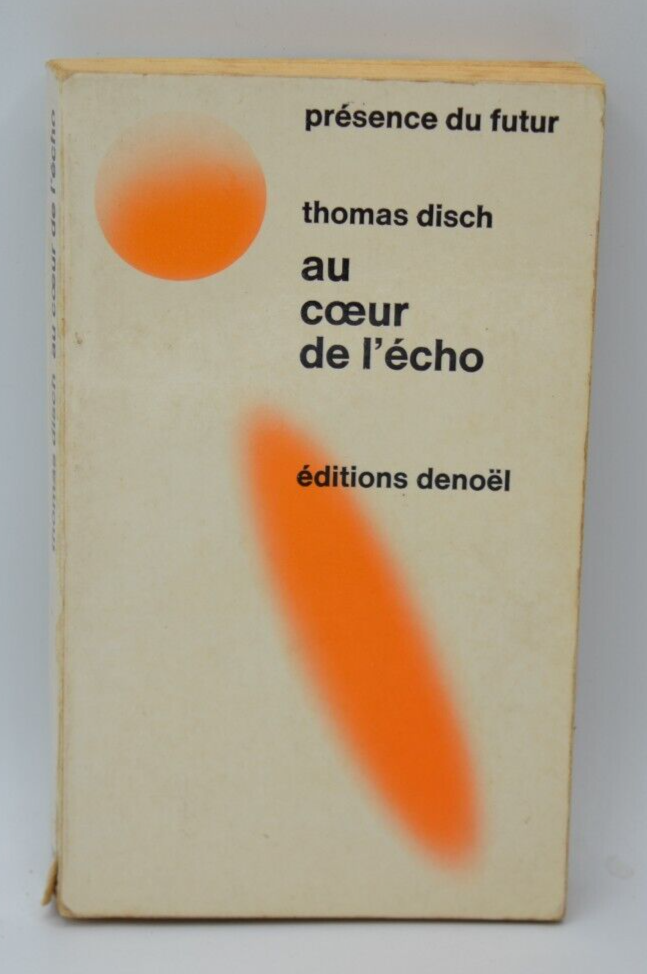 présence du futur
thomas disch
au
cœur
de l'écho
éditions denoël
thomas disch au cœur de l'écho